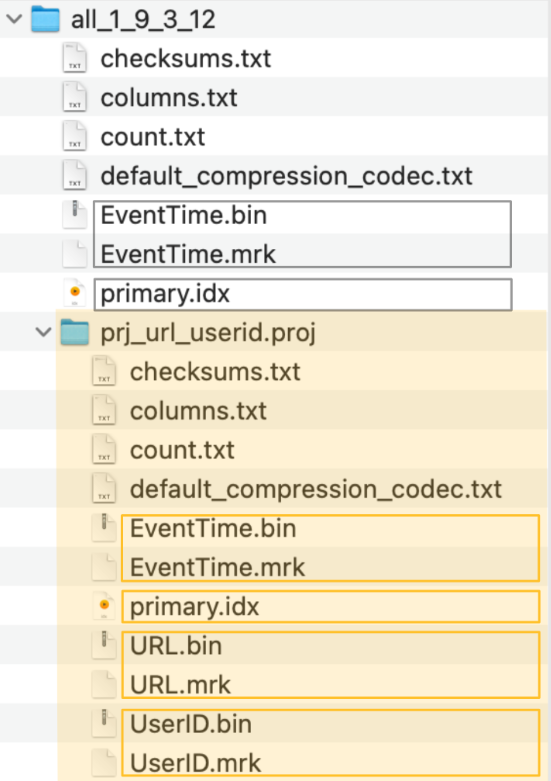 all_1_9_3_12
checksums.txt
columns.txt
count.txt
default_compression_codec.txt
EventTime.bin
EventTime.mrk
primary.idx
prj_url_userid.proj
checksums.txt
columns.txt
count.txt
default_compression_codec.txt
EventTime.bin
EventTime.mrk
primary.idx
URL.bin
URL.mrk
UserID.bin
UserID.mrk